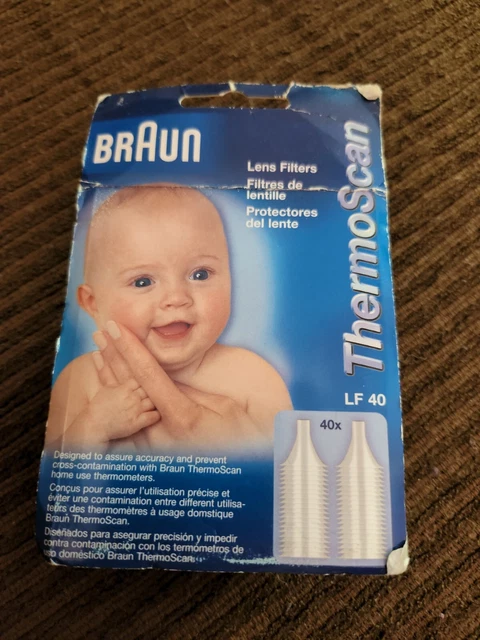 BRAUN
Lens Filters
Filtres de
lentille
Protectores
del lente
ThermoScan
LF 40
40x
Designed to assure accuracy and prevent
cross-contamination with Braun ThermoScan
home use thermometers.
Conçus pour assurer l'utilisation précise et
éviter une contamination entre different utilisa-
teurs des thermomètres à usage domstique
Braun ThermoScan.
Diseñados para asegurar precisión y impedir
contra contaminación con los termómetros de
uso doméstico Braun ThermoScan.